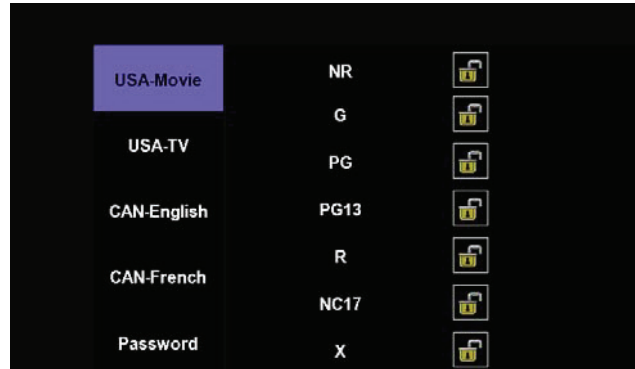 USA-Movie
USA-TV
CAN-English
CAN-French
Password
NR
G
PG
PG13
R
NC17
X